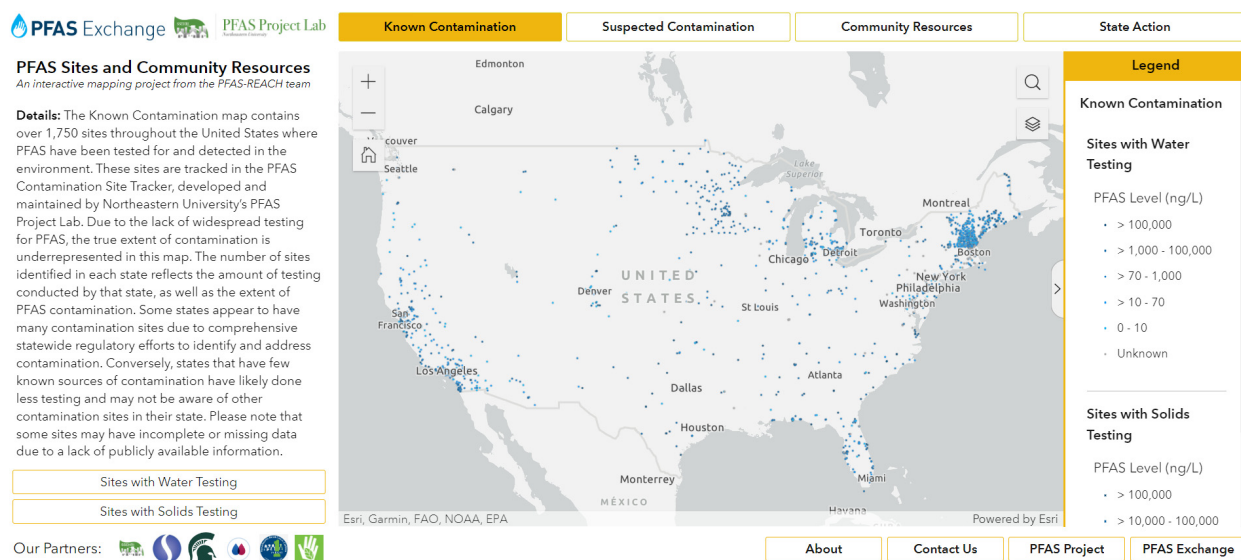 PFAS Exchange
PFAS Project Lab
Northeastern University
PFAS Sites and Community Resources
An interactive mapping project from the PFAS-REACH team
Details: The Known Contamination map contains
over 1,750 sites throughout the United States where
PFAS have been tested for and detected in the
environment. These sites are tracked in the PFAS
Contamination Site Tracker, developed and
maintained by Northeastern University's PFAS
Project Lab. Due to the lack of widespread testing
for PFAS, the true extent of contamination is
underrepresented in this map. The number of sites
identified in each state reflects the amount of testing
conducted by that state, as well as the extent of
PFAS contamination. Some states appear to have
many contamination sites due to comprehensive
statewide regulatory efforts to identify and address
contamination. Conversely, states that have few
known sources of contamination have likely done
less testing and may not be aware of other
contamination sites in their state. Please note that
some sites may have incomplete or missing data
due to a lack of publicly available information.
Sites with Water Testing
Sites with Solids Testing
Our Partners:
Known Contamination
Suspected Contamination
Community Resources
State Action
Edmonton
Calgary
couver
Seattle
Lake
Superior
Montreal
Toronto
Boston
Chicago
Detroit
New York
Philadelphia
Washington
UNITED
STATES
Denver
St Louis
San
Francisco
Los Angeles
Atlanta
Dallas
Houston
Monterrey
Miami
MÉXICO
Havana
Esri, Garmin, FAO, NOAA, EPA
Powered by Esri
Legend
Known Contamination
Sites with Water
Testing
PFAS Level (ng/L)
> 100,000
> 1,000 - 100,000
> 70 - 1,000
> 10 - 70
0 - 10
Unknown
Sites with Solids
Testing
PFAS Level (ng/L)
> 100,000
> 10,000 - 100,000
About
Contact Us
PFAS Project
PFAS Exchange